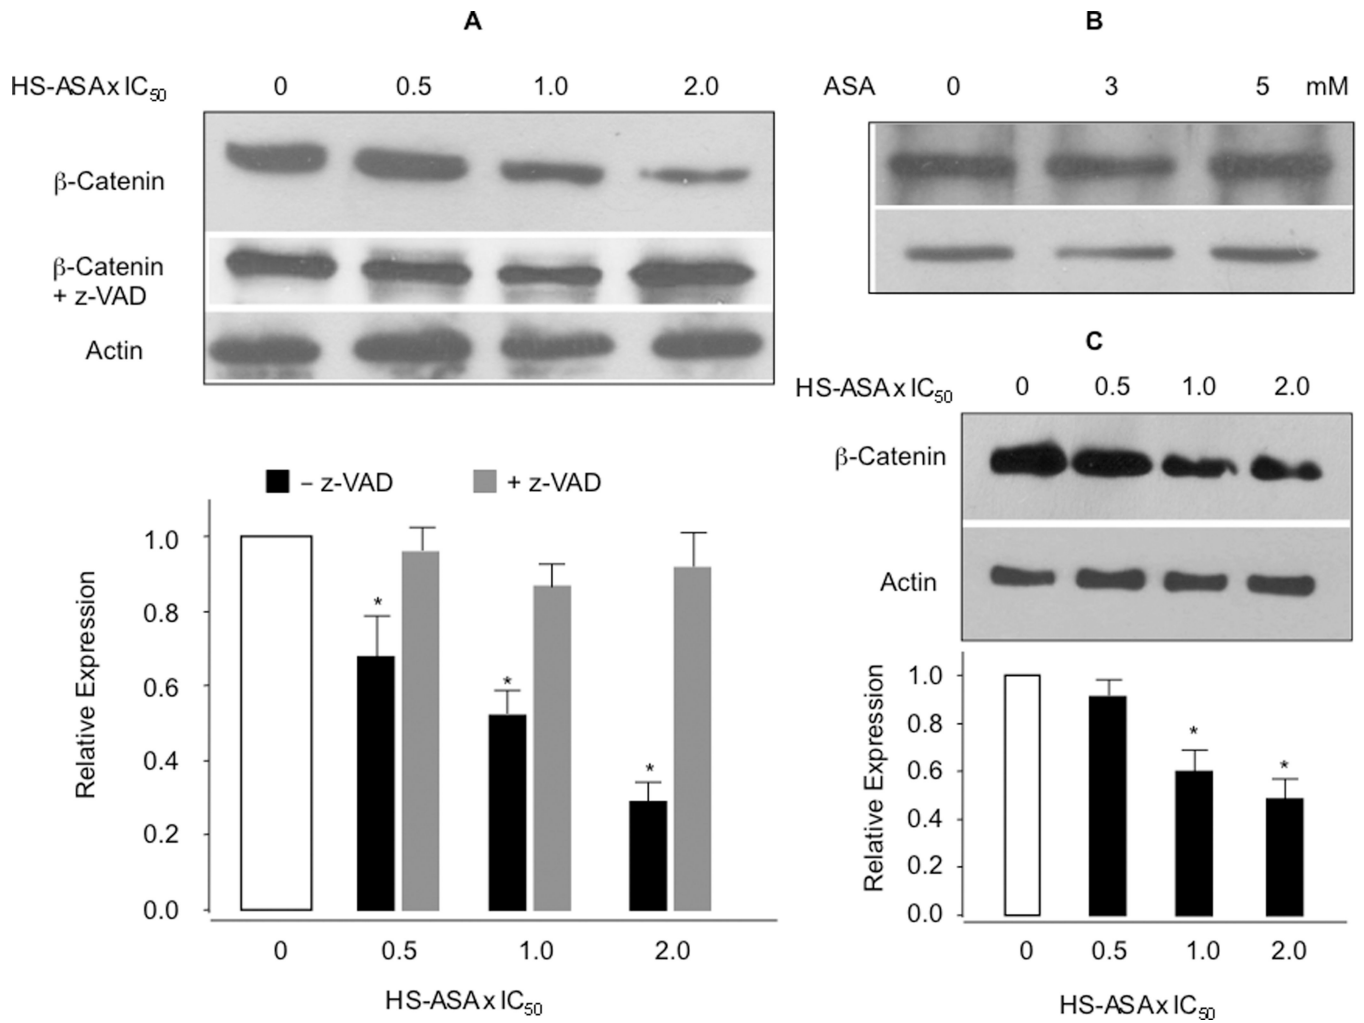 A
HS-ASA x IC50 0 0.5 1.0 2.0
β-Catenin
β-Catenin
+ z-VAD
Actin
– z-VAD + z-VAD
Relative Expression
1.0
*
0.8
*
0.6
*
0.4
0.2
0.0
0 0.5 1.0 2.0
HS-ASA x IC50
B
ASA 0 3 5 mM
C
HS-ASA x IC50 0 0.5 1.0 2.0
β-Catenin
Actin
Relative Expression
1.0
0.8
*
*
0.6
0.4
0.2
0.0
0 0.5 1.0 2.0
HS-ASA x IC50